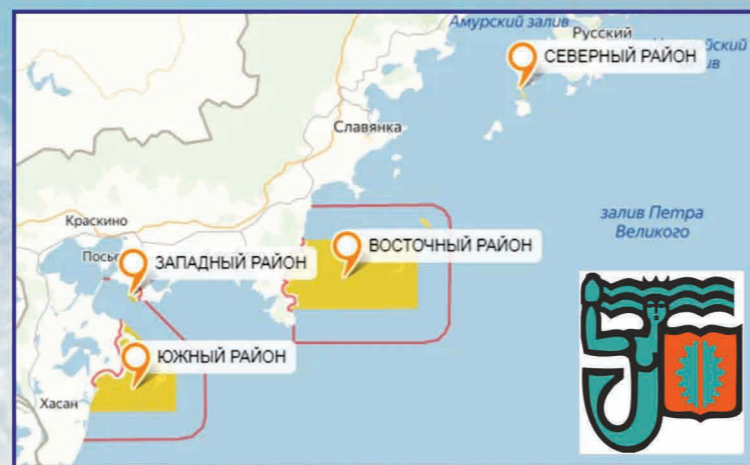 Амурский залив
Русский
СЕВЕРНЫЙ РАЙОН
Славянка
залив Петра
Великого
Краскино
ВОСТОЧНЫЙ РАЙОН
ЗАПАДНЫЙ РАЙОН
ЮЖНЫЙ РАЙОН
Хасан